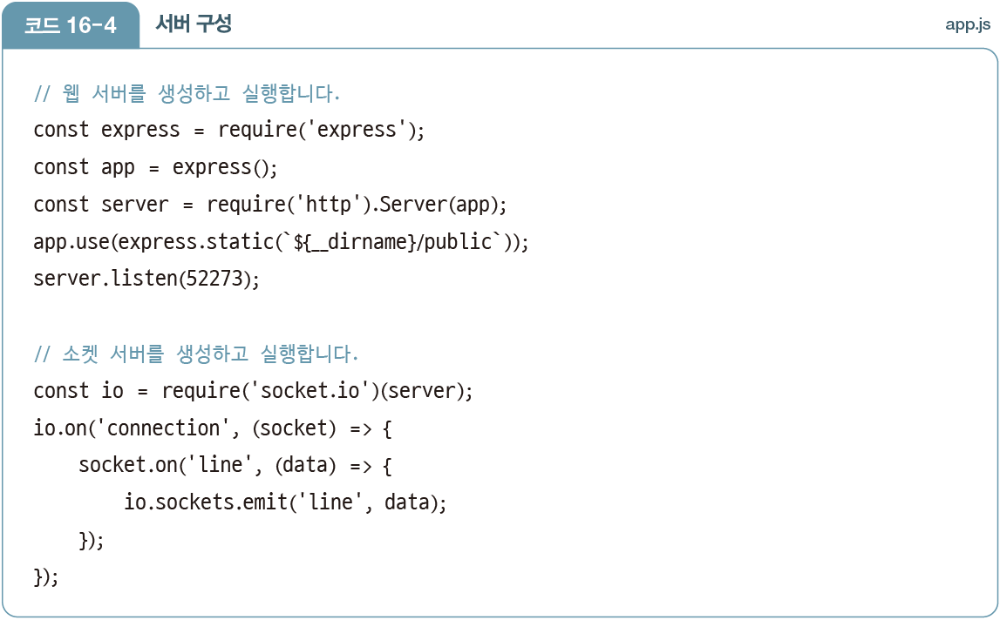 코드 16-4 서버 구성 app.js
// 웹 서버를 생성하고 실행합니다.
const express = require('express');
const app = express();
const server = require('http').Server(app);
app.use(express.static(`${__dirname}/public`));
server.listen(52273);

// 소켓 서버를 생성하고 실행합니다.
const io = require('socket.io')(server);
io.on('connection', (socket) => {
    socket.on('line', (data) => {
        io.sockets.emit('line', data);
    });
});